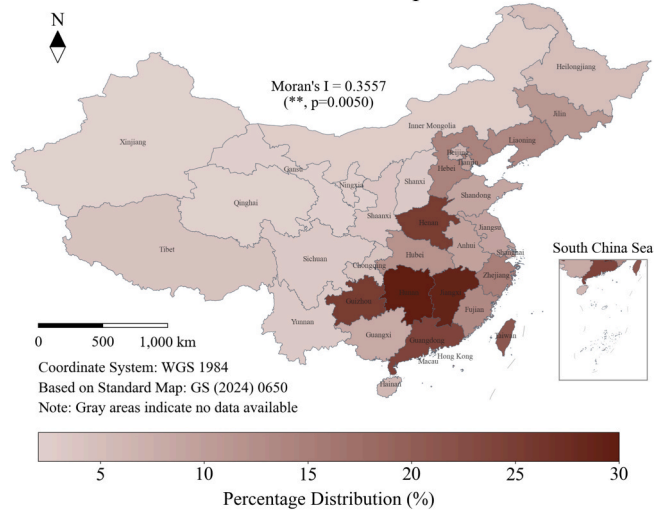 N
Moran's I = 0.3557
(**, p=0.0050)
Heilongjiang
Jilin
Xinjiang
Inner Mongolia
Liaoning
Beijing
Tianjin
Gansu
Hebei
Ningxia
Shanxi
Qinghai
Shandong
Shaanxi
Henan
Jiangsu
Tibet
Anhui
Shanghai
South China Sea
Sichuan
Chongqing
Hubei
Zhejiang
Guizhou
Hunan
Jiangxi
Yunnan
Fujian
Guangxi
Guangdong
Taiwan
0 500 1,000 km
Hong Kong
Macau
Hainan
Coordinate System: WGS 1984
Based on Standard Map: GS (2024) 0650
Note: Gray areas indicate no data available
5 10 15 20 25 30
Percentage Distribution (%)